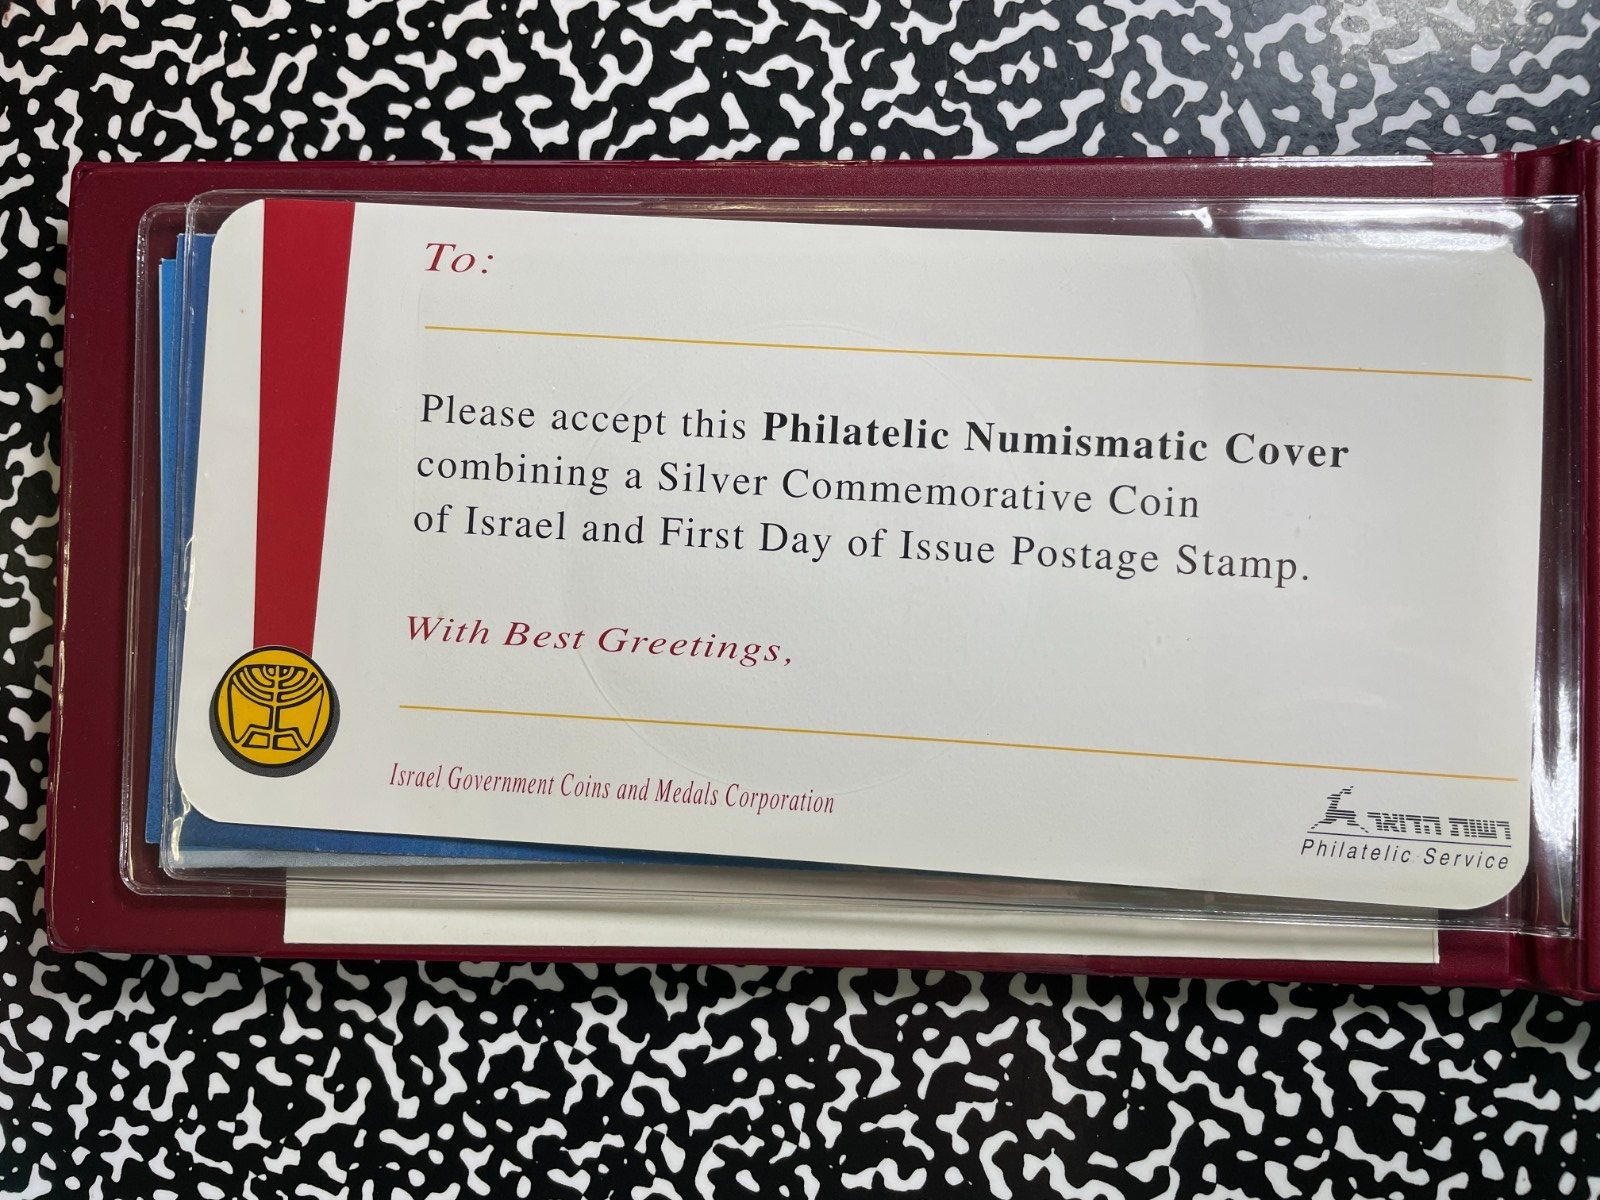 To:
Please accept this Philatelic Numismatic Cover
combining a Silver Commemorative Coin
of Israel and First Day of Issue Postage Stamp.
With Best Greetings,
Israel Government Coins and Medals Corporation
רשות הדואר
Philatelic Service